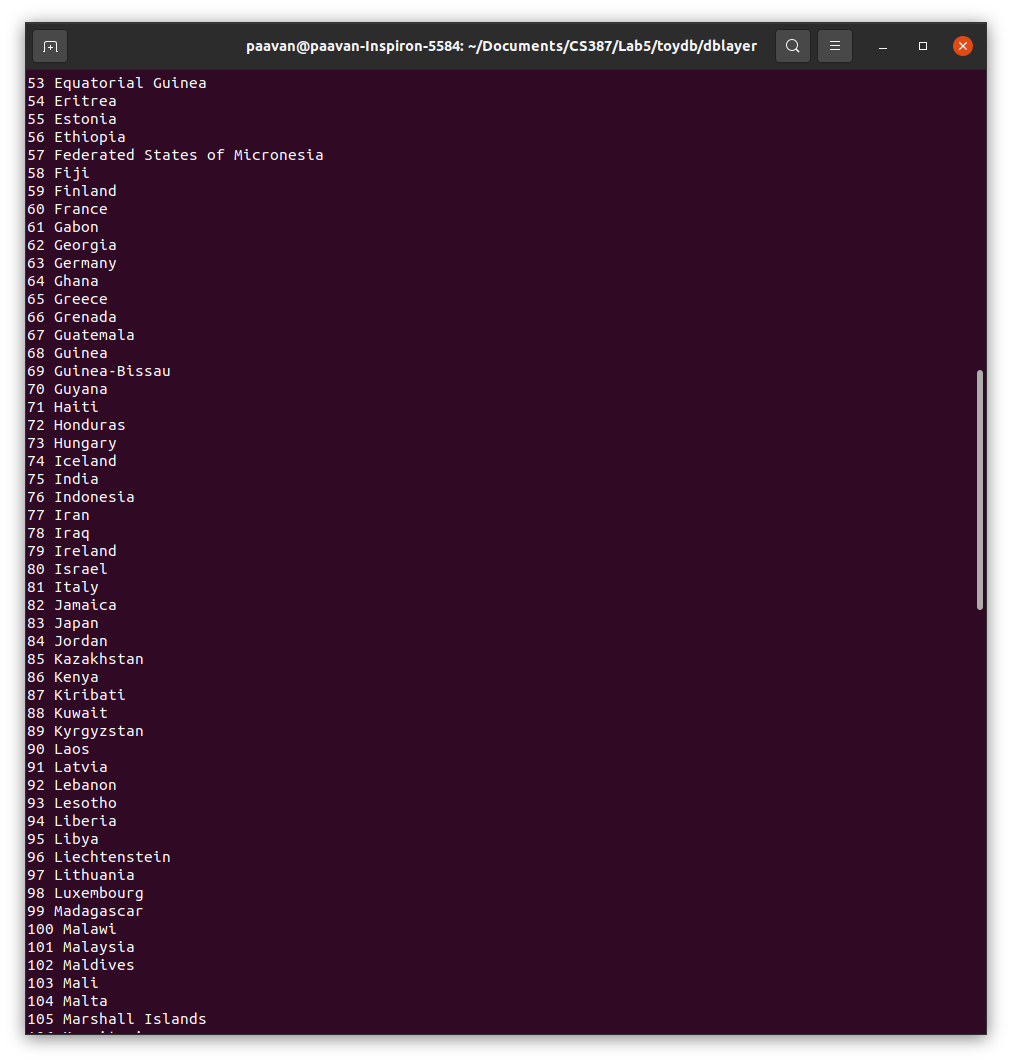 paavan@paavan-Inspiron-5584: ~/Documents/CS387/Lab5/toydb/dblayer
53 Equatorial Guinea
54 Eritrea
55 Estonia
56 Ethiopia
57 Federated States of Micronesia
58 Fiji
59 Finland
60 France
61 Gabon
62 Georgia
63 Germany
64 Ghana
65 Greece
66 Grenada
67 Guatemala
68 Guinea
69 Guinea-Bissau
70 Guyana
71 Haiti
72 Honduras
73 Hungary
74 Iceland
75 India
76 Indonesia
77 Iran
78 Iraq
79 Ireland
80 Israel
81 Italy
82 Jamaica
83 Japan
84 Jordan
85 Kazakhstan
86 Kenya
87 Kiribati
88 Kuwait
89 Kyrgyzstan
90 Laos
91 Latvia
92 Lebanon
93 Lesotho
94 Liberia
95 Libya
96 Liechtenstein
97 Lithuania
98 Luxembourg
99 Madagascar
100 Malawi
101 Malaysia
102 Maldives
103 Mali
104 Malta
105 Marshall Islands